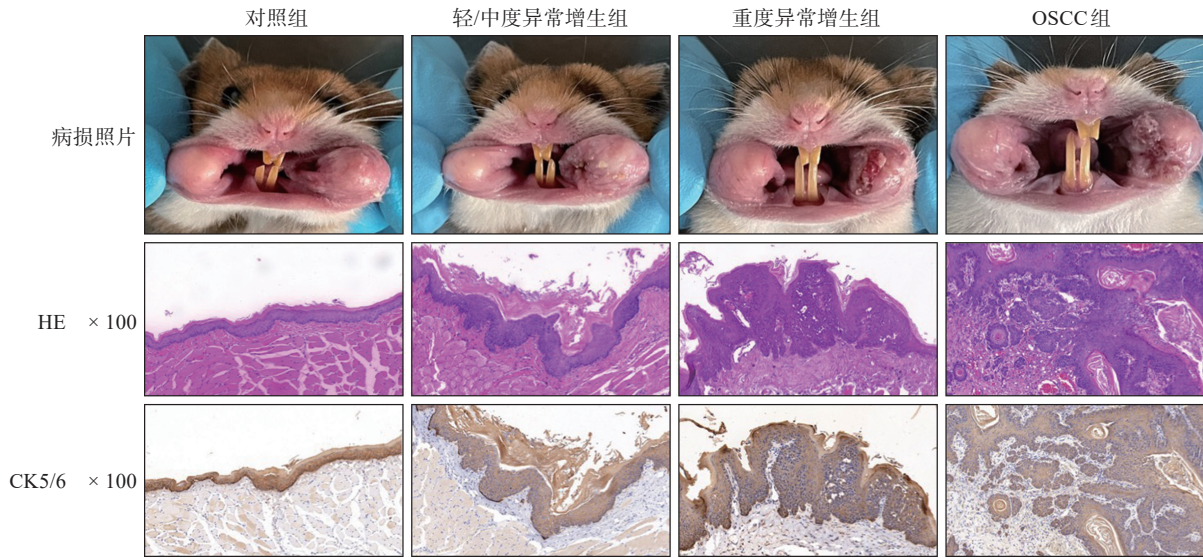 对照组
轻/中度异常增生组
重度异常增生组
OSCC组
病损照片
HE ×100
CK5/6 ×100